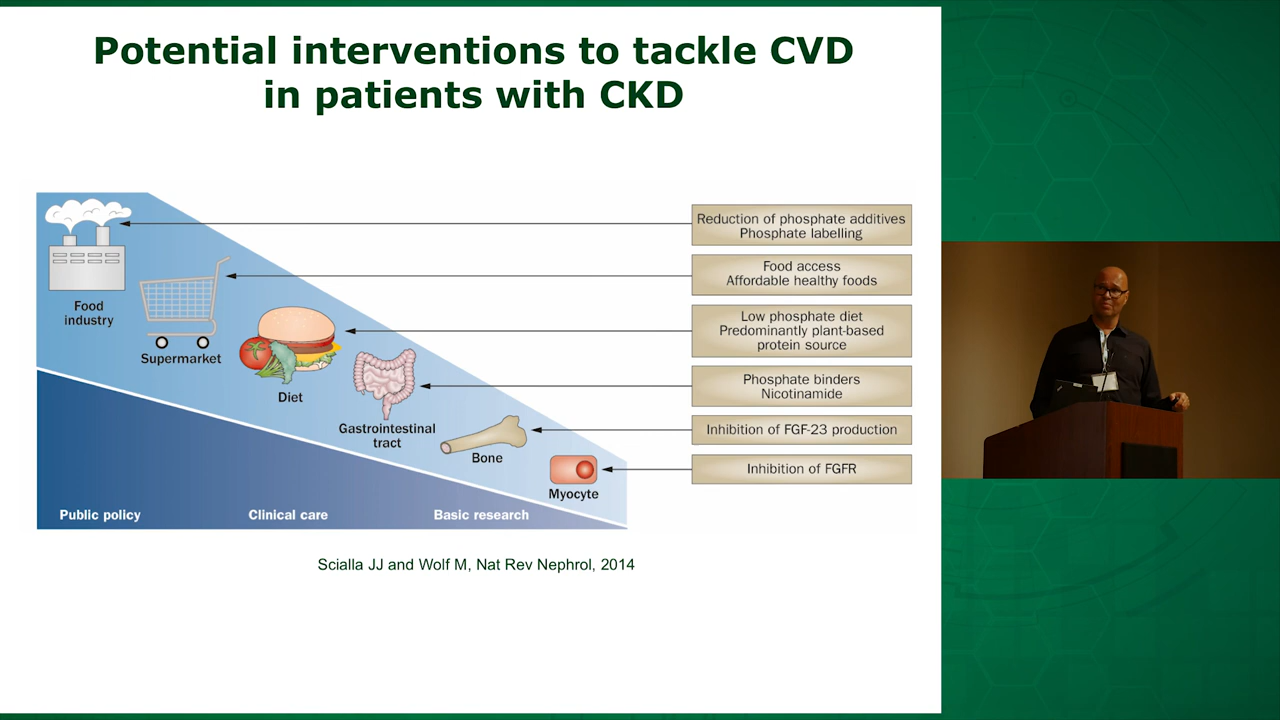 Potential interventions to tackle CVD
in patients with CKD
Food
industry
Supermarket
Diet
Gastrointestinal
tract
Bone
Myocyte
Reduction of phosphate additives
Phosphate labelling
Food access
Affordable healthy foods
Low phosphate diet
Predominantly plant-based
protein source
Phosphate binders
Nicotinamide
Inhibition of FGF-23 production
Inhibition of FGFR
Public policy
Clinical care
Basic research
Scialla JJ and Wolf M, Nat Rev Nephrol, 2014